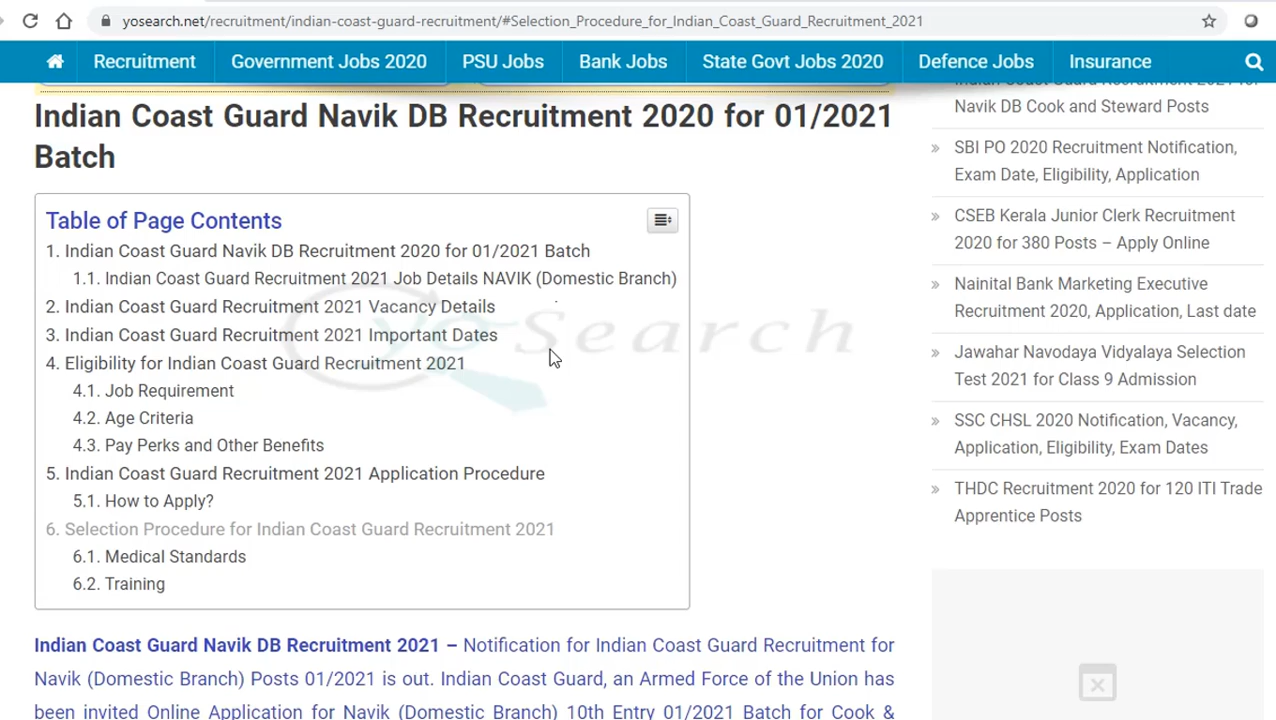 yosearch.net/recruitment/indian-coast-guard-recruitment/#Selection_Procedure_for_Indian_Coast_Guard_Recruitment_2021
Recruitment Government Jobs 2020 PSU Jobs Bank Jobs State Govt Jobs 2020 Defence Jobs Insurance
Indian Coast Guard Navik DB Recruitment 2020 for 01/2021
Batch
Table of Page Contents
1. Indian Coast Guard Navik DB Recruitment 2020 for 01/2021 Batch
1.1. Indian Coast Guard Recruitment 2021 Job Details NAVIK (Domestic Branch)
2. Indian Coast Guard Recruitment 2021 Vacancy Details
3. Indian Coast Guard Recruitment 2021 Important Dates
4. Eligibility for Indian Coast Guard Recruitment 2021
4.1. Job Requirement
4.2. Age Criteria
4.3. Pay Perks and Other Benefits
5. Indian Coast Guard Recruitment 2021 Application Procedure
5.1. How to Apply?
6. Selection Procedure for Indian Coast Guard Recruitment 2021
6.1. Medical Standards
6.2. Training
yoSearch
Indian Coast Guard Navik DB Recruitment 2021 – Notification for Indian Coast Guard Recruitment for
Navik (Domestic Branch) Posts 01/2021 is out. Indian Coast Guard, an Armed Force of the Union has
been invited Online Application for Navik (Domestic Branch) 10th Entry 01/2021 Batch for Cook &
Indian Coast Guard Recruitment 2021 for
Navik DB Cook and Steward Posts
SBI PO 2020 Recruitment Notification,
Exam Date, Eligibility, Application
CSEB Kerala Junior Clerk Recruitment
2020 for 380 Posts – Apply Online
Nainital Bank Marketing Executive
Recruitment 2020, Application, Last date
Jawahar Navodaya Vidyalaya Selection
Test 2021 for Class 9 Admission
SSC CHSL 2020 Notification, Vacancy,
Application, Eligibility, Exam Dates
THDC Recruitment 2020 for 120 ITI Trade
Apprentice Posts